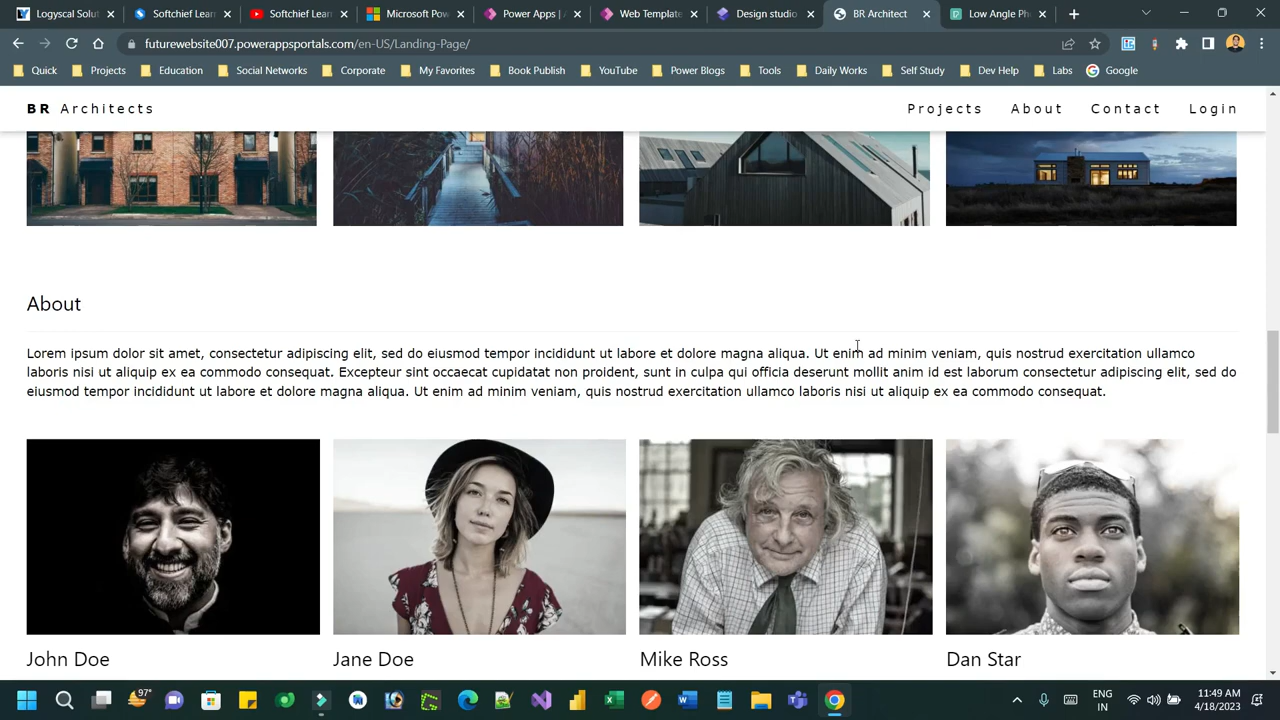 Logyscal Solut
Softchief Learn
Softchief Learn
Microsoft Pow
Power Apps |
Web Template
Design studio
BR Architect
Low Angle Ph
futurewebsite007.powerappsportals.com/en-US/Landing-Page/
Quick
Projects
Education
Social Networks
Corporate
My Favorites
Book Publish
YouTube
Power Blogs
Tools
Daily Works
Self Study
Dev Help
Labs
Google
BR Architects
Projects
About
Contact
Login
About
Lorem ipsum dolor sit amet, consectetur adipiscing elit, sed do eiusmod tempor incididunt ut labore et dolore magna aliqua. Ut enim ad minim veniam, quis nostrud exercitation ullamco
laboris nisi ut aliquip ex ea commodo consequat. Excepteur sint occaecat cupidatat non proident, sunt in culpa qui officia deserunt mollit anim id est laborum consectetur adipiscing elit, sed do
eiusmod tempor incididunt ut labore et dolore magna aliqua. Ut enim ad minim veniam, quis nostrud exercitation ullamco laboris nisi ut aliquip ex ea commodo consequat.
John Doe
Jane Doe
Mike Ross
Dan Star
97°
ENG
IN
11:49 AM
4/18/2023